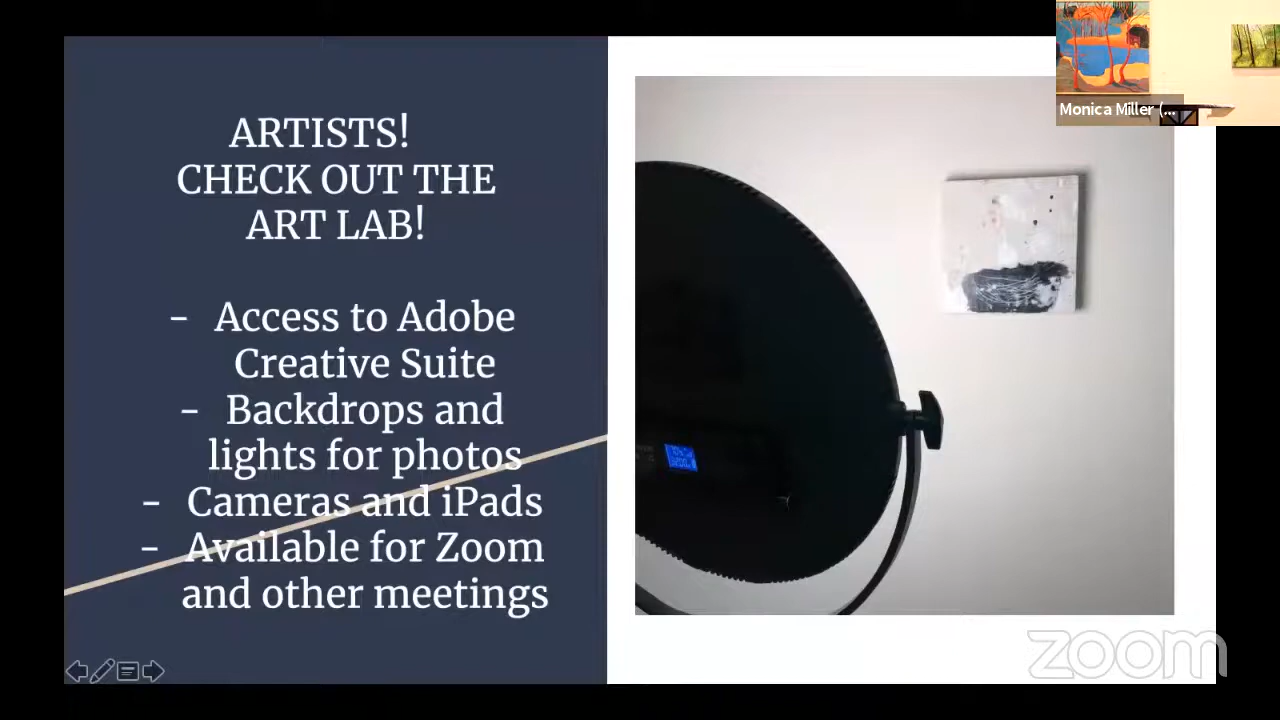 ARTISTS!
CHECK OUT THE
ART LAB!
- Access to Adobe
Creative Suite
- Backdrops and
lights for photos
- Cameras and iPads
- Available for Zoom
and other meetings
Monica Miller (...
zoom